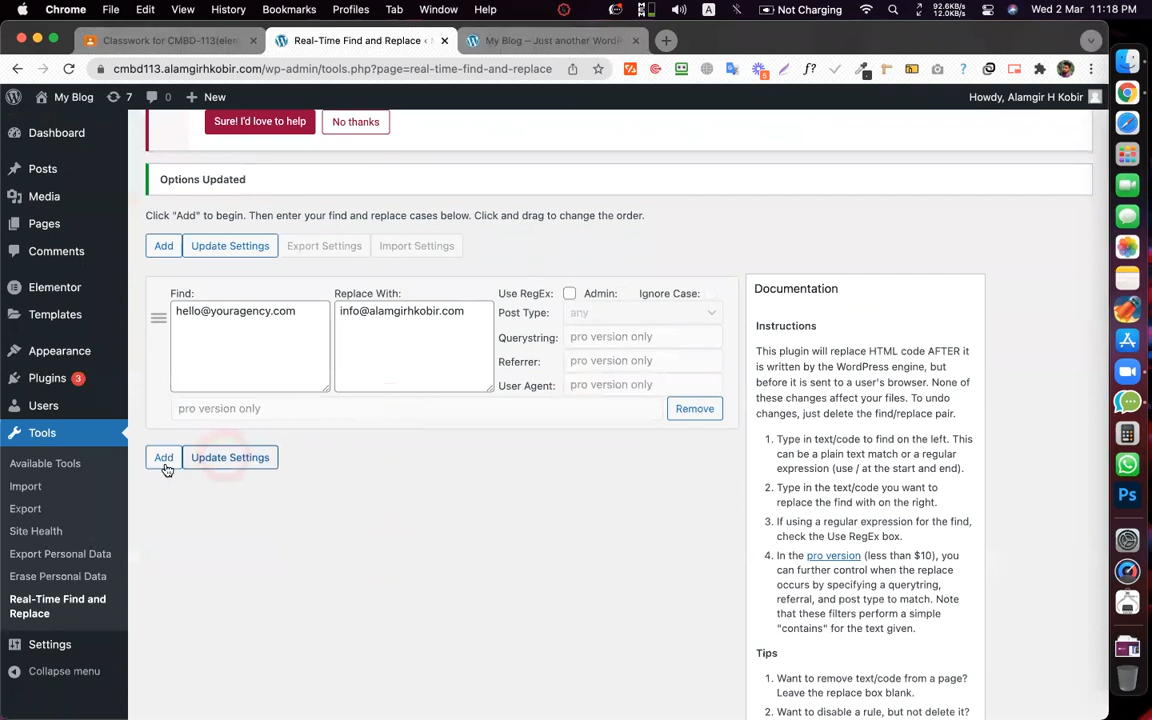 Chrome File Edit View History Bookmarks Profiles Tab Window Help A Not Charging 92.6KB/s 12.0KB/s Wed 2 Mar 11:18 PM
Classwork for CMBD-113(elem Real-Time Find and Replace ‹ M My Blog – Just another WordPr
cmbd113.alamgirhkobir.com/wp-admin/tools.php?page=real-time-find-and-replace
My Blog 7 0 New Howdy, Alamgir H Kobir
Sure! I'd love to help No thanks
Dashboard
Posts
Media
Pages
Comments
Elementor
Templates
Appearance
Plugins 3
Users
Tools
Available Tools
Import
Export
Site Health
Export Personal Data
Erase Personal Data
Real-Time Find and
Replace
Settings
Collapse menu
Options Updated
Click "Add" to begin. Then enter your find and replace cases below. Click and drag to change the order.
Add Update Settings Export Settings Import Settings
Find: Replace With: Use RegEx: Admin: Ignore Case:
hello@youragency.com info@alamgirhkobir.com
Post Type: any
Querystring: pro version only
Referrer: pro version only
User Agent: pro version only
pro version only Remove
Add Update Settings
Documentation
Instructions
This plugin will replace HTML code AFTER it
is written by the WordPress engine, but
before it is sent to a user's browser. None of
these changes affect your files. To undo
changes, just delete the find/replace pair.
1. Type in text/code to find on the left. This
can be a plain text match or a regular
expression (use / at the start and end).
2. Type in the text/code you want to
replace the find with on the right.
3. If using a regular expression for the find,
check the Use RegEx box.
4. In the pro version (less than $10), you
can further control when the replace
occurs by specifying a querytring,
referral, and post type to match. Note
that these filters perform a simple
"contains" for the text given.
Tips
1. Want to remove text/code from a page?
Leave the replace box blank.
2. Want to disable a rule, but not delete it?